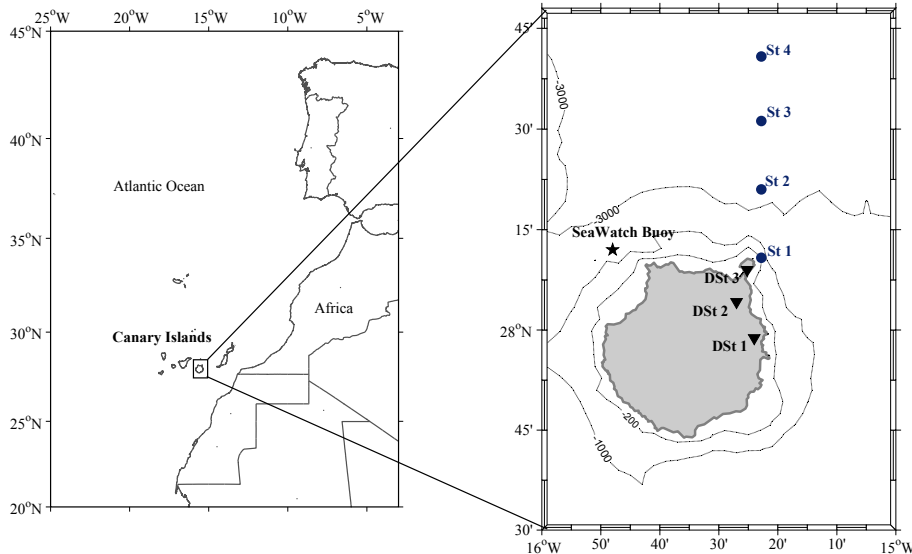 25°W 20°W 15°W 10°W 5°W
45°N
40°N
35°N
30°N
25°N
20°N
Atlantic Ocean
Africa
Canary Islands
45'
30'
15'
28°N
45'
30'
16°W 50' 40' 30' 20' 10' 15°W
St 4
St 3
St 2
St 1
-3000
-3000
SeaWatch Buoy
DSt 3
DSt 2
DSt 1
-200
-1000